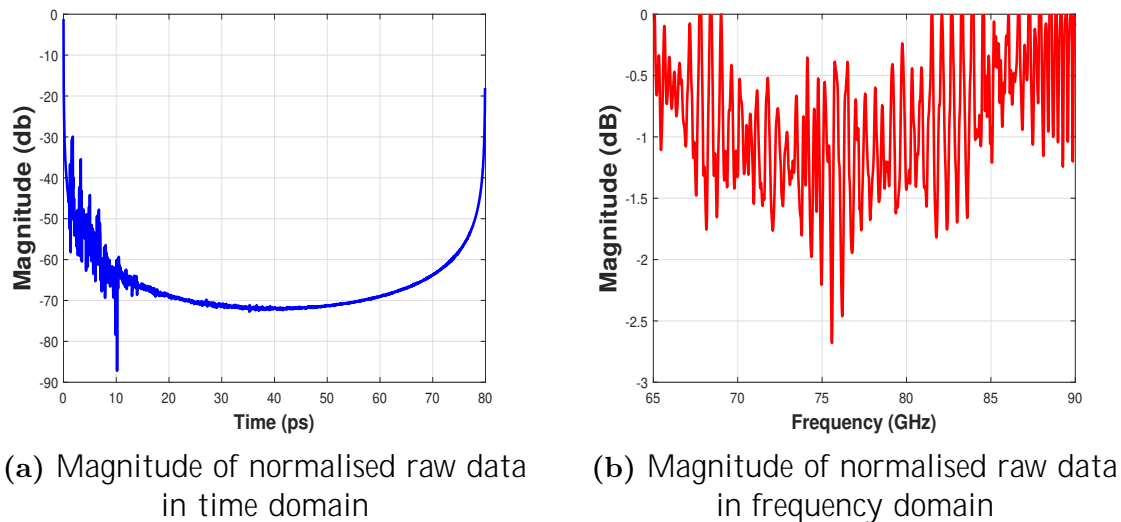 0
-10
-20
-30
-40
-50
-60
-70
-80
-90
Magnitude (db)
0 10 20 30 40 50 60 70 80
Time (ps)
(a) Magnitude of normalised raw data
in time domain
0
-0.5
-1
-1.5
-2
-2.5
-3
Magnitude (dB)
65 70 75 80 85 90
Frequency (GHz)
(b) Magnitude of normalised raw data
in frequency domain